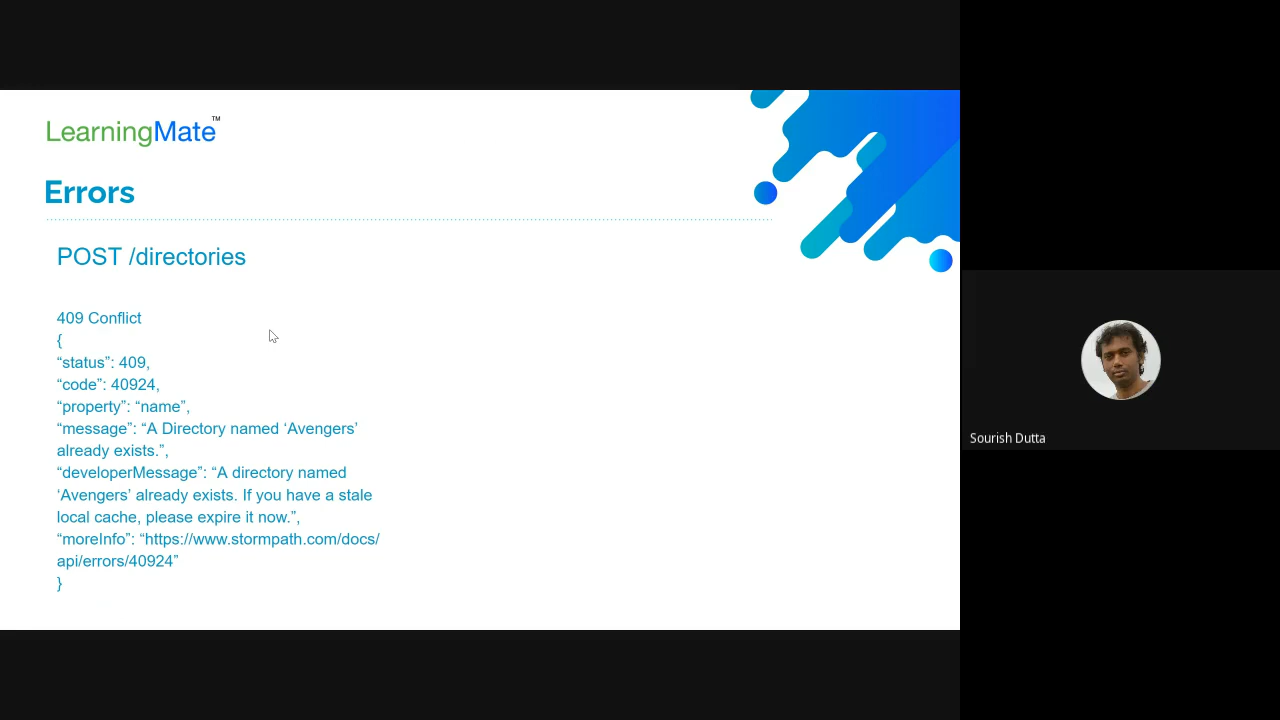 LearningMate™
Errors
POST /directories
409 Conflict
{
“status”: 409,
“code”: 40924,
“property”: “name”,
“message”: “A Directory named ‘Avengers’
already exists.”,
“developerMessage”: “A directory named
‘Avengers’ already exists. If you have a stale
local cache, please expire it now.”,
“moreInfo”: “https://www.stormpath.com/docs/
api/errors/40924”
}
Sourish Dutta